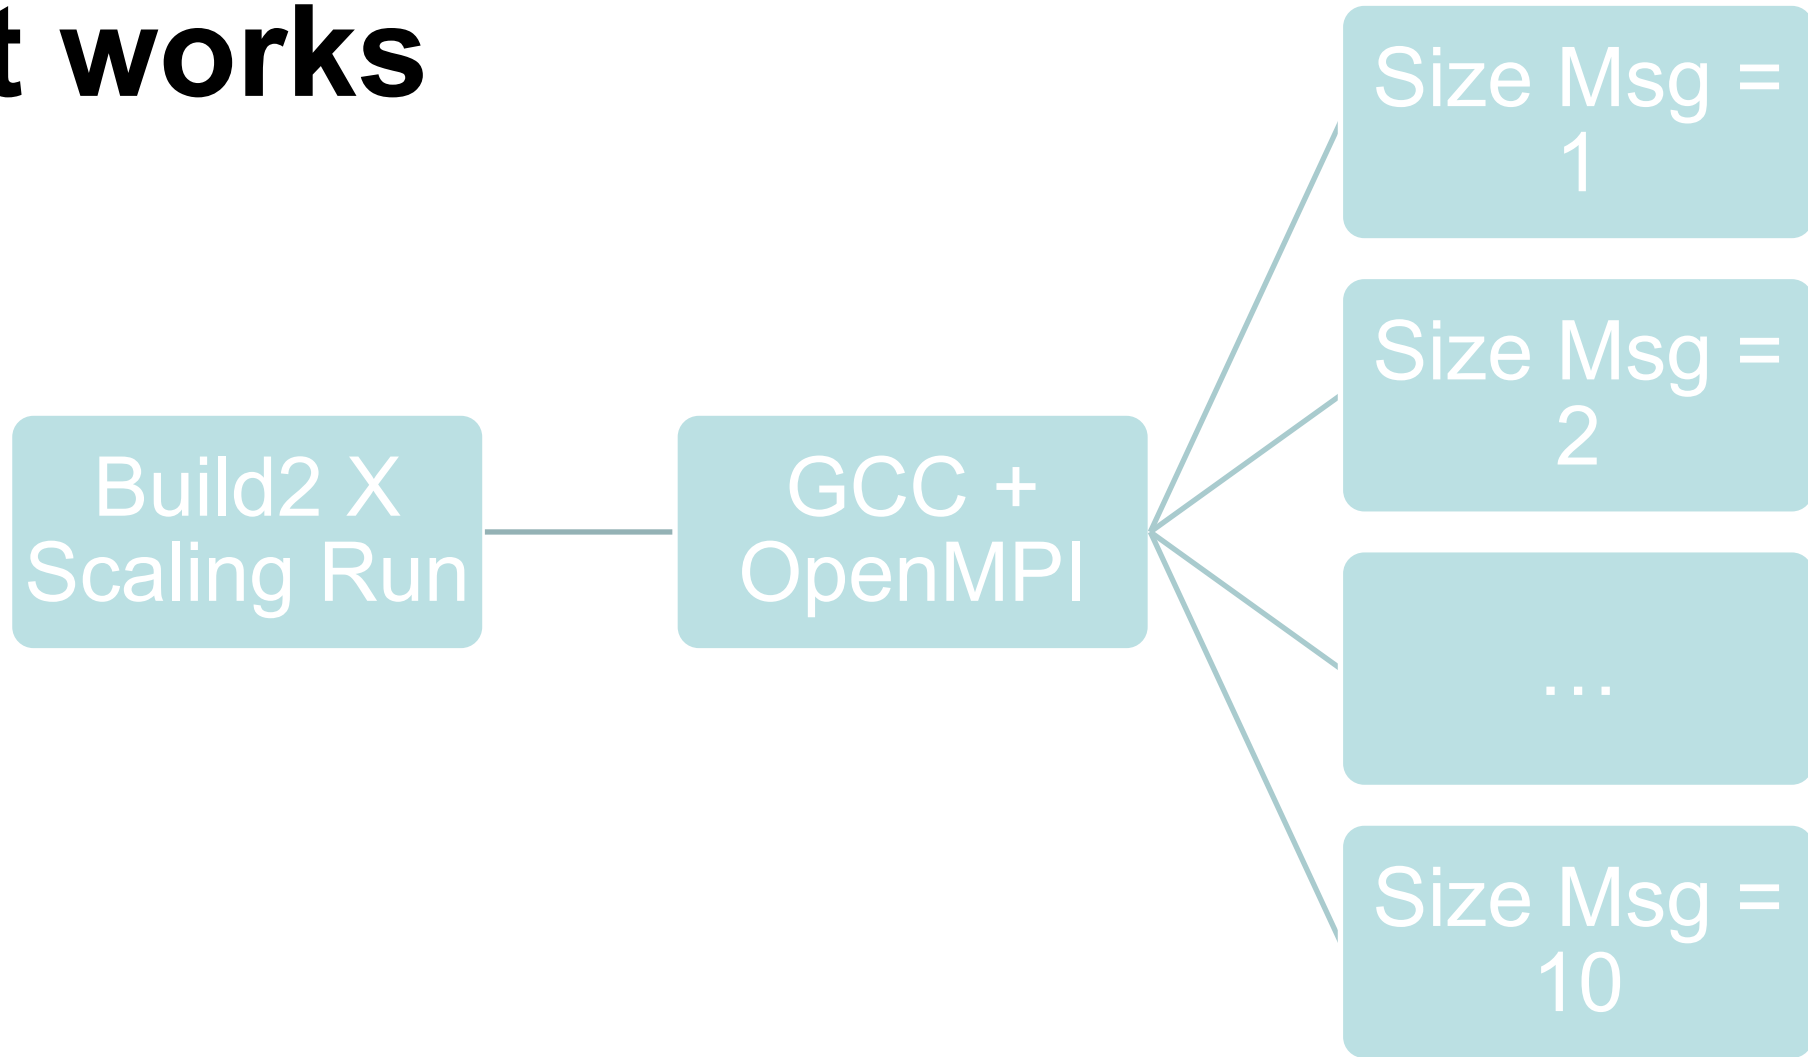 t works
Size Msg =
1
Size Msg =
2
Build2 X
Scaling Run
GCC +
OpenMPI
...
Size Msg =
10